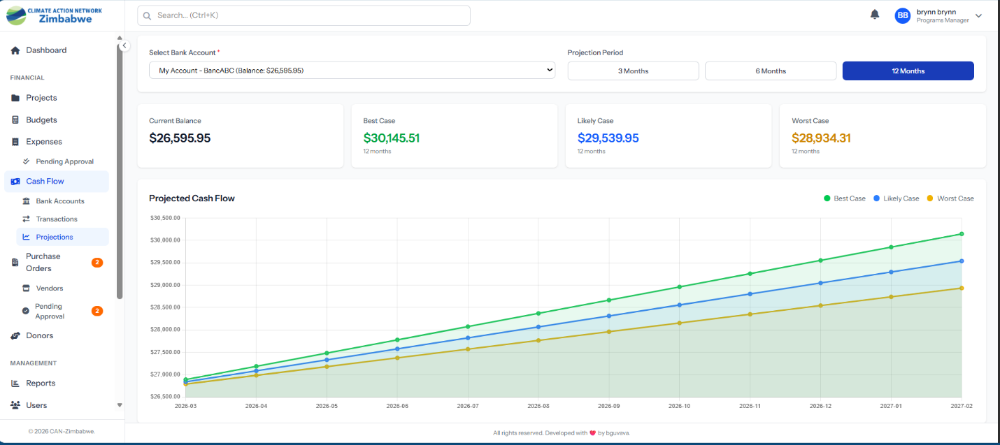 CLIMATE ACTION NETWORK
Zimbabwe
Search... (Ctrl+K)
BB
brynn brynn
Programs Manager
Dashboard
FINANCIAL
Projects
Budgets
Expenses
Pending Approval
Cash Flow
Bank Accounts
Transactions
Projections
Purchase
Orders
2
Vendors
Pending
Approval
2
Donors
MANAGEMENT
Reports
Users
© 2026 CAN-Zimbabwe.
Select Bank Account *
My Account - BancABC (Balance: $26,595.95)
Projection Period
3 Months
6 Months
12 Months
Current Balance
$26,595.95
Best Case
$30,145.51
12 months
Likely Case
$29,539.95
12 months
Worst Case
$28,934.31
12 months
Projected Cash Flow
Best Case
Likely Case
Worst Case
$30,500.00
$30,000.00
$29,500.00
$29,000.00
$28,500.00
$28,000.00
$27,500.00
$27,000.00
$26,500.00
2026-03
2026-04
2026-05
2026-06
2026-07
2026-08
2026-09
2026-10
2026-11
2026-12
2027-01
2027-02
All rights reserved. Developed with ❤ by bguvava.